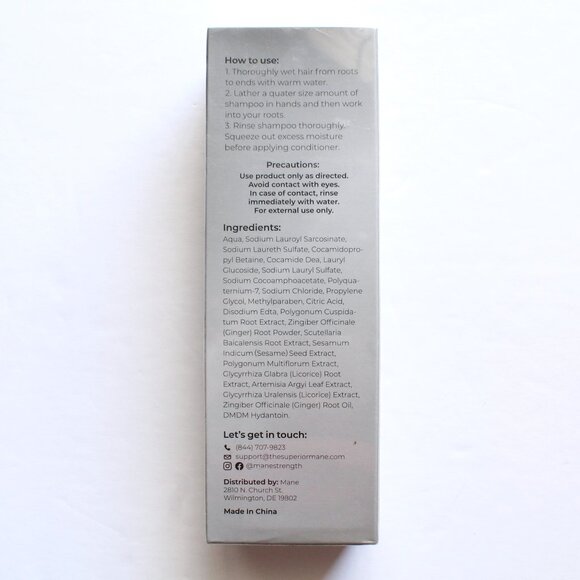 How to use:
1. Thoroughly wet hair from roots
to ends with warm water.
2. Lather a quater size amount of
shampoo in hands and then work
into your roots.
3. Rinse shampoo thoroughly.
Squeeze out excess moisture
before applying conditioner.
Precautions:
Use product only as directed.
Avoid contact with eyes.
In case of contact, rinse
immediately with water.
For external use only.
Ingredients:
Aqua, Sodium Lauroyl Sarcosinate,
Sodium Laureth Sulfate, Cocamidopro-
pyl Betaine, Cocamide Dea, Lauryl
Glucoside, Sodium Lauryl Sulfate,
Sodium Cocoamphoacetate, Polyqua-
ternium-7, Sodium Chloride, Propylene
Glycol, Methylparaben, Citric Acid,
Disodium Edta, Polygonum Cuspida-
tum Root Extract, Zingiber Officinale
(Ginger) Root Powder, Scutellaria
Baicalensis Root Extract, Sesamum
Indicum (Sesame) Seed Extract,
Polygonum Multiflorum Extract,
Glycyrrhiza Glabra (Licorice) Root
Extract, Artemisia Argyi Leaf Extract,
Glycyrrhiza Uralensis (Licorice) Extract,
Zingiber Officinale (Ginger) Root Oil,
DMDM Hydantoin.
Let's get in touch:
(844) 707-9823
support@thesuperiormane.com
@manestrength
Distributed by: Mane
2810 N. Church St.
Wilmington, DE 19802
Made In China